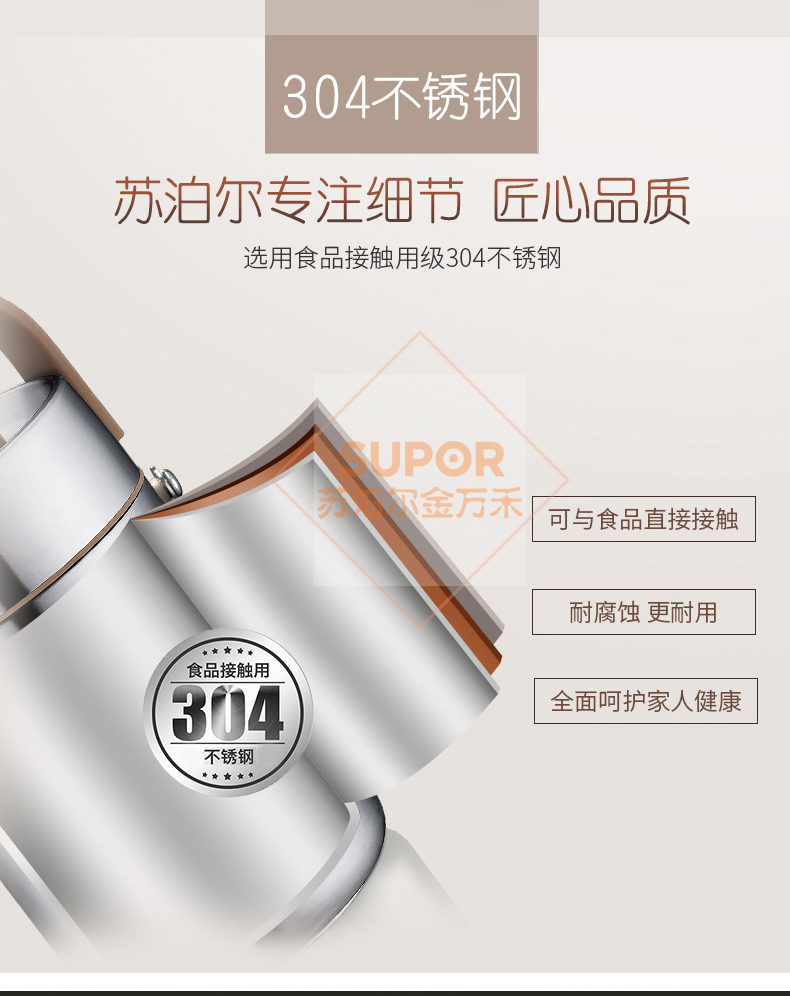 304不锈钢
苏泊尔专注细节 匠心品质
选用食品接触用级304不锈钢
SUPOR
苏泊尔金万禾
可与食品直接接触
耐腐蚀 更耐用
食品接触用
304
不锈钢
全面呵护家人健康